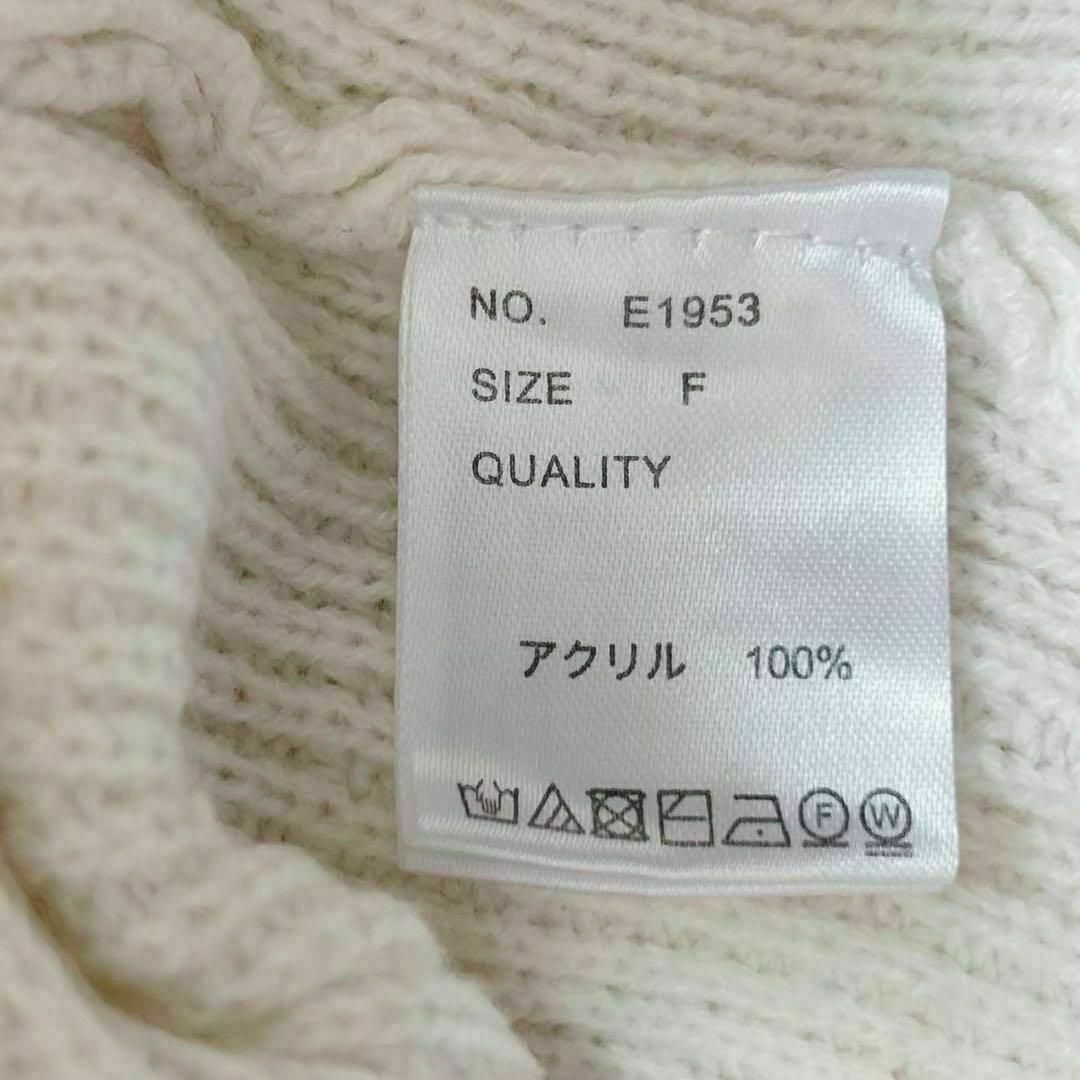 NO. E1953
SIZE F
QUALITY
アクリル 100%
F W